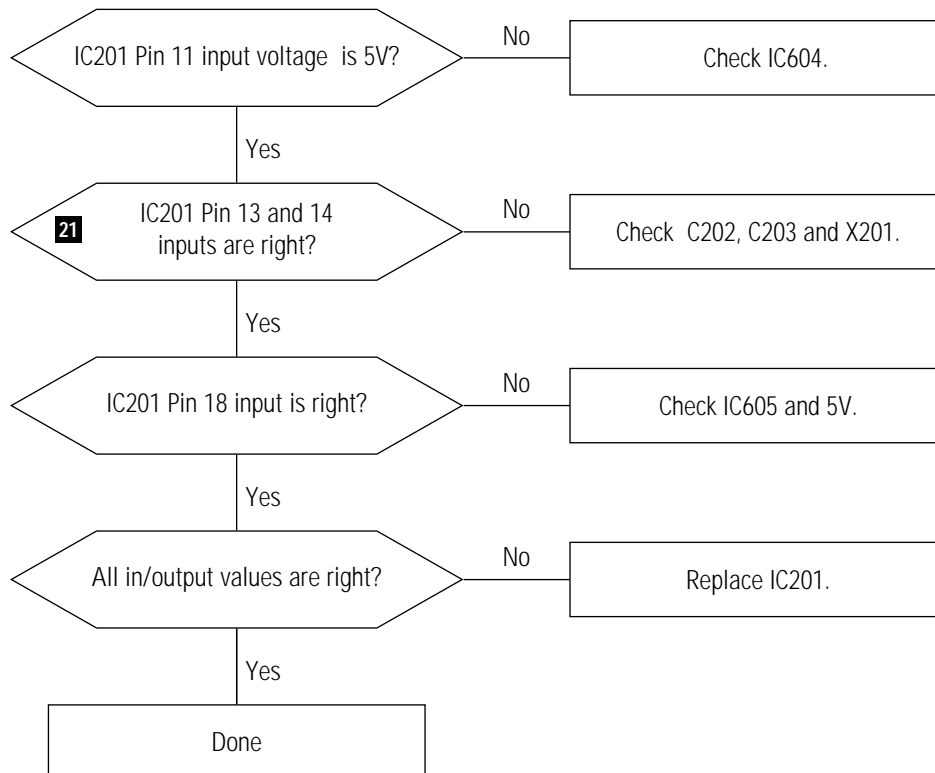 IC201 Pin 11 input voltage is 5V?
No
Check IC604.
Yes
21
IC201 Pin 13 and 14
inputs are right?
No
Check C202, C203 and X201.
Yes
IC201 Pin 18 input is right?
No
Check IC605 and 5V.
Yes
All in/output values are right?
No
Replace IC201.
Yes
Done